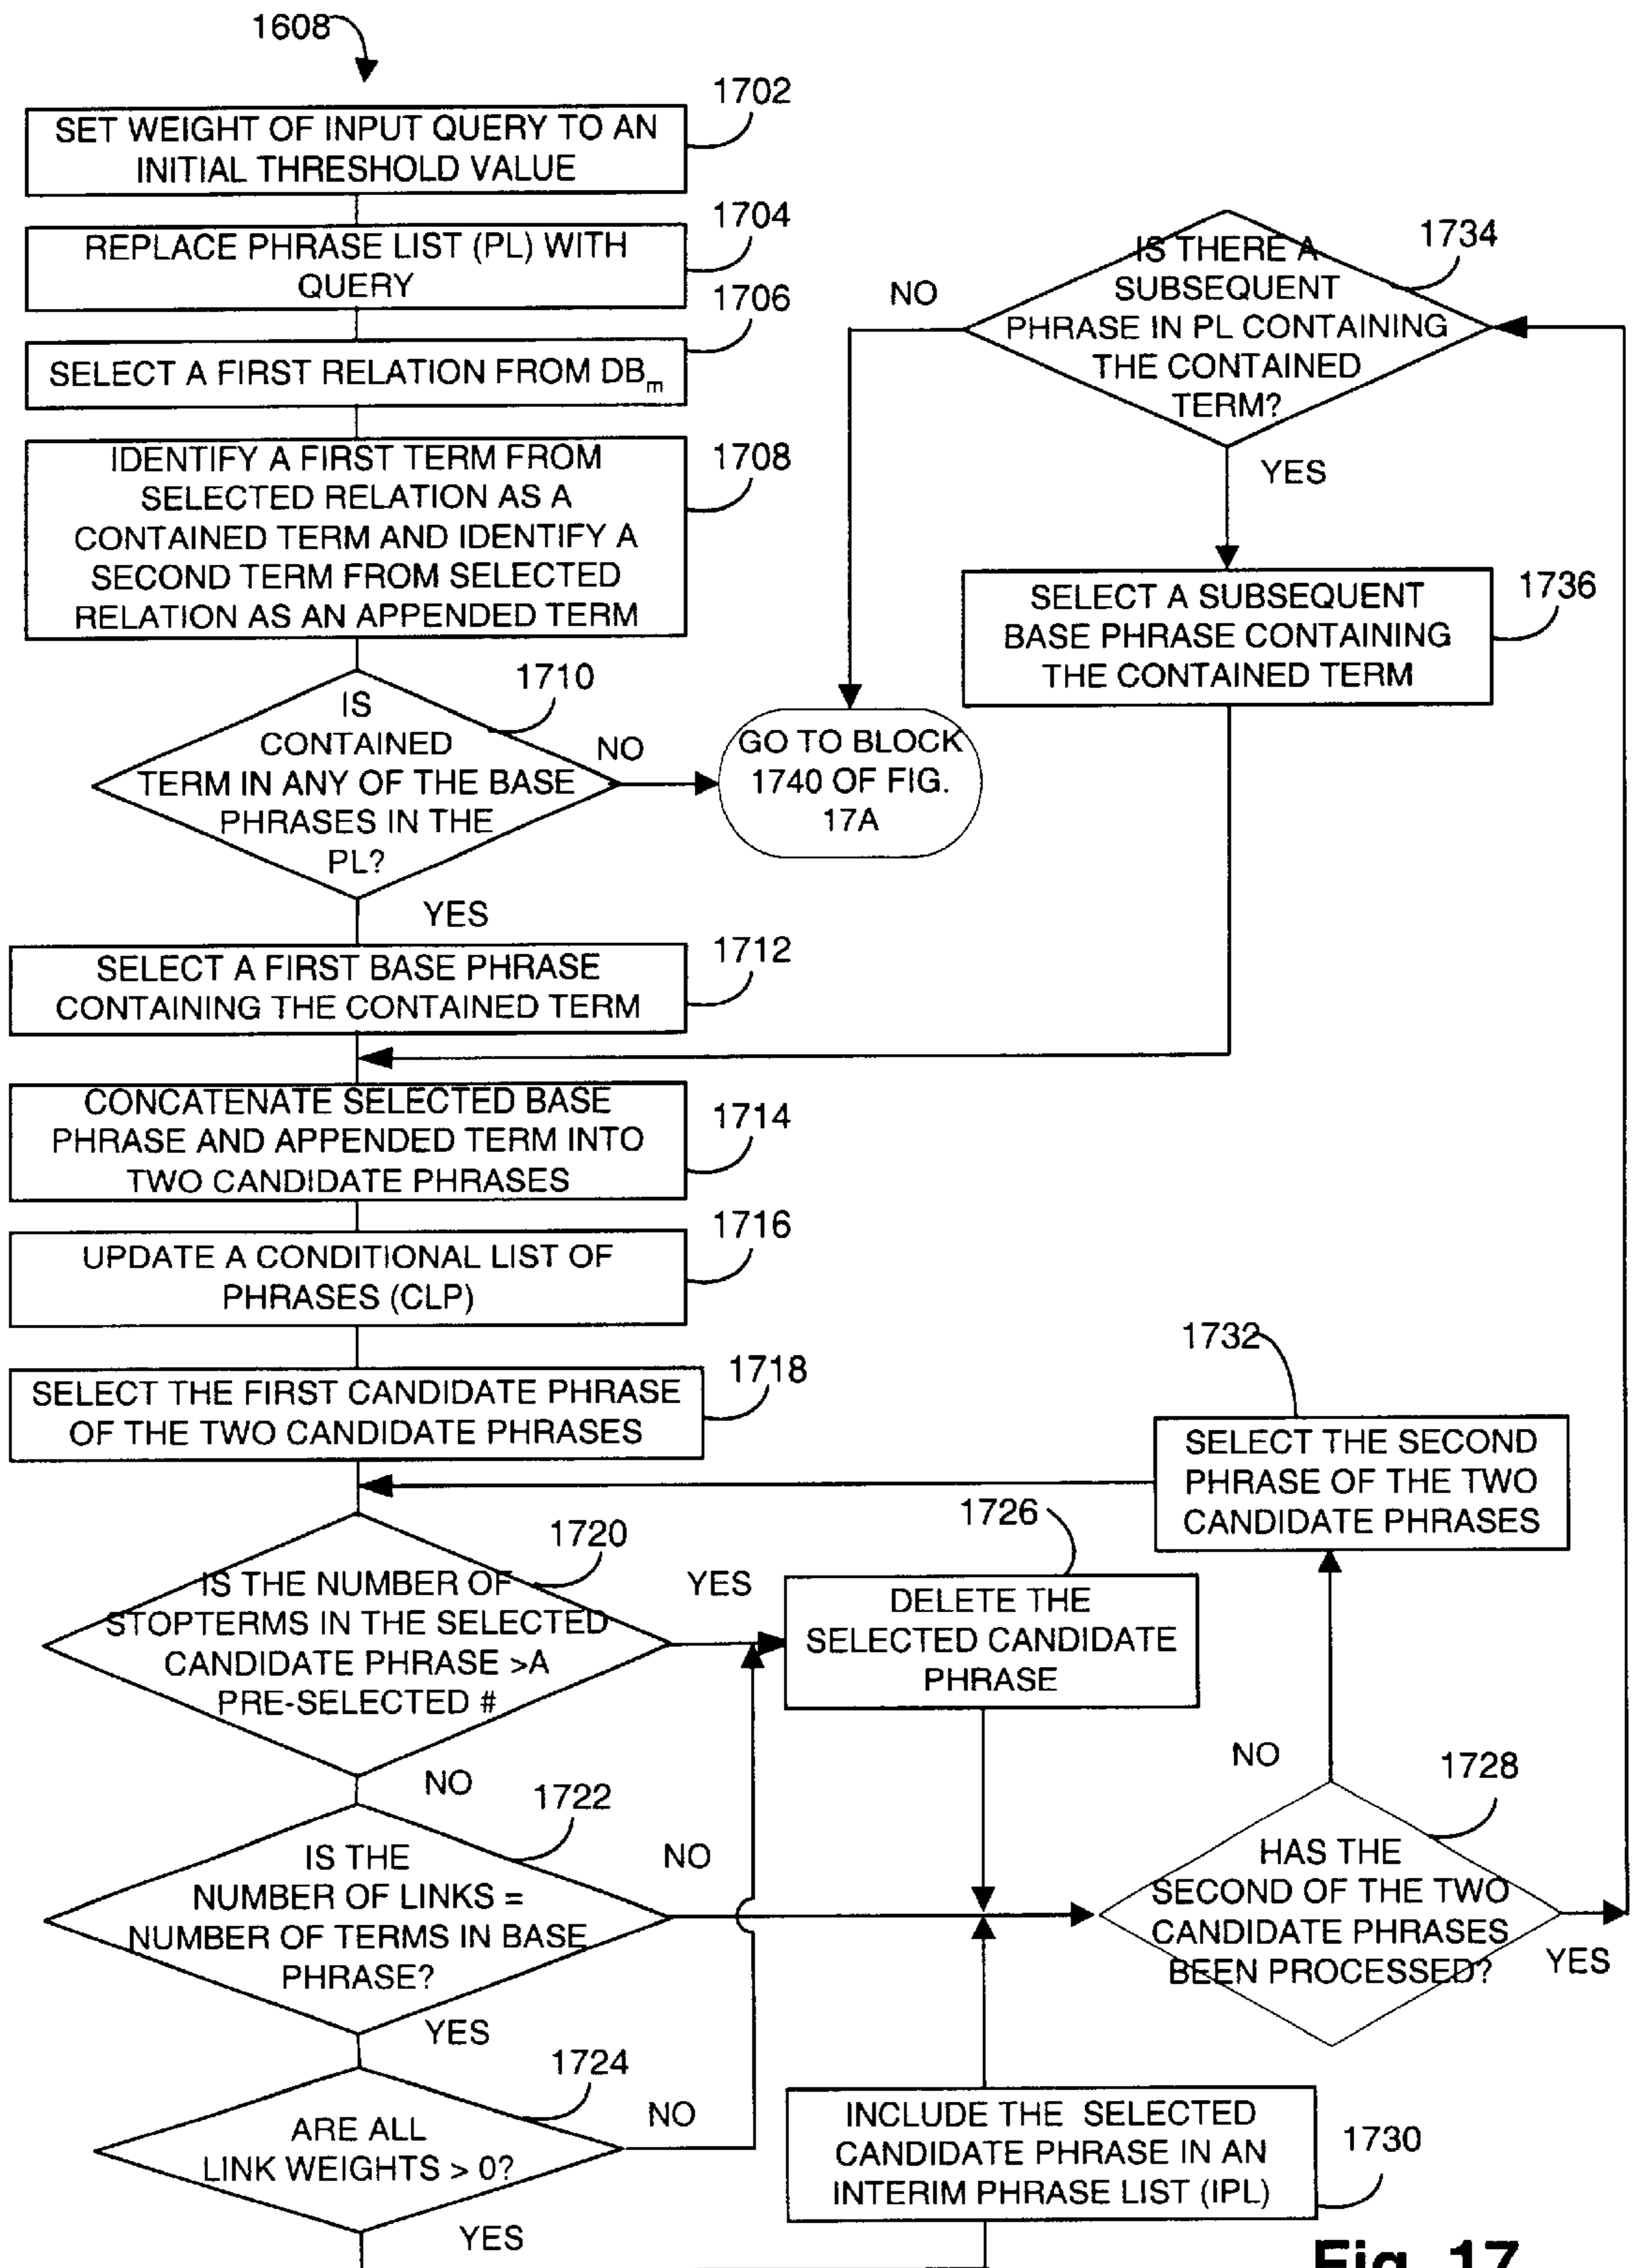 1608
1702
SET WEIGHT OF INPUT QUERY TO AN
INITIAL THRESHOLD VALUE
1704
REPLACE PHRASE LIST (PL) WITH
QUERY
1706
SELECT A FIRST RELATION FROM DBm
1708
IDENTIFY A FIRST TERM FROM
SELECTED RELATION AS A
CONTAINED TERM AND IDENTIFY A
SECOND TERM FROM SELECTED
RELATION AS AN APPENDED TERM
1710
IS
CONTAINED
TERM IN ANY OF THE BASE
PHRASES IN THE
PL?
NO
GO TO BLOCK
1740 OF FIG.
17A
YES
1712
SELECT A FIRST BASE PHRASE
CONTAINING THE CONTAINED TERM
1714
CONCATENATE SELECTED BASE
PHRASE AND APPENDED TERM INTO
TWO CANDIDATE PHRASES
1716
UPDATE A CONDITIONAL LIST OF
PHRASES (CLP)
1718
SELECT THE FIRST CANDIDATE PHRASE
OF THE TWO CANDIDATE PHRASES
1720
IS THE NUMBER OF
STOPTERMS IN THE SELECTED
CANDIDATE PHRASE >A
PRE-SELECTED #
YES
NO
1722
IS THE
NUMBER OF LINKS =
NUMBER OF TERMS IN BASE
PHRASE?
NO
YES
1724
ARE ALL
LINK WEIGHTS > 0?
NO
YES
1726
DELETE THE
SELECTED CANDIDATE
PHRASE
1728
HAS THE
SECOND OF THE TWO
CANDIDATE PHRASES
BEEN PROCESSED?
NO
YES
1730
INCLUDE THE SELECTED
CANDIDATE PHRASE IN AN
INTERIM PHRASE LIST (IPL)
1732
SELECT THE SECOND
PHRASE OF THE TWO
CANDIDATE PHRASES
1734
IS THERE A
SUBSEQUENT
PHRASE IN PL CONTAINING
THE CONTAINED
TERM?
NO
YES
1736
SELECT A SUBSEQUENT
BASE PHRASE CONTAINING
THE CONTAINED TERM
Fig. 17